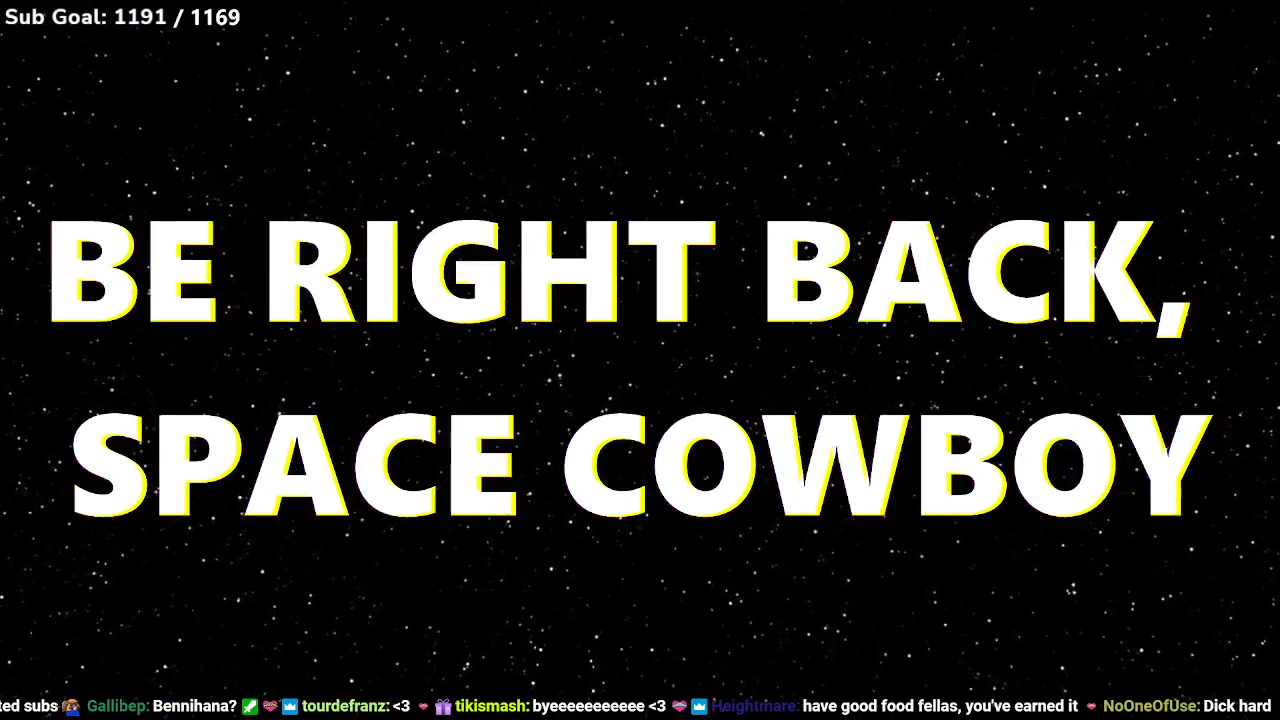 Sub Goal: 1191 / 1169
BE RIGHT BACK,
SPACE COWBOY
ted subs Gallibep: Bennihana? tourdefranz: <3 tikismash: byeeeeeeeeeee <3 Heightmare: have good food fellas, you've earned it NoOneOfUse: Dick hard